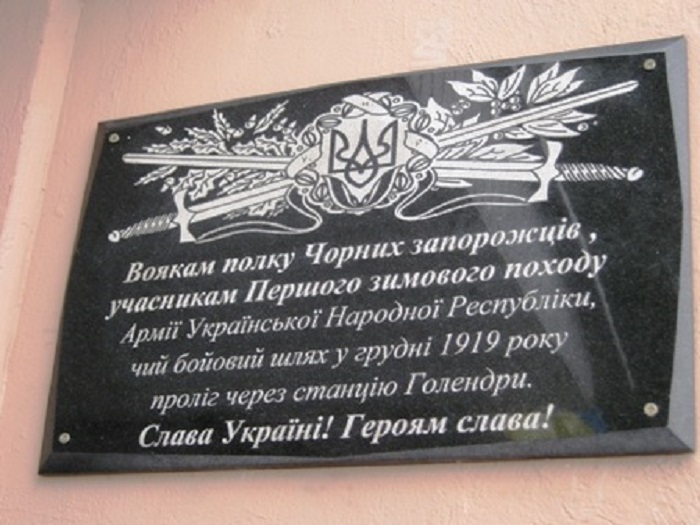 Воякам полку Чорних запорожців ,
учасникам Першого зимового походу
Армії Української Народної Республіки,
чий бойовий шлях у грудні 1919 року
проліг через станцію Голендри.
Слава Україні! Героям слава!